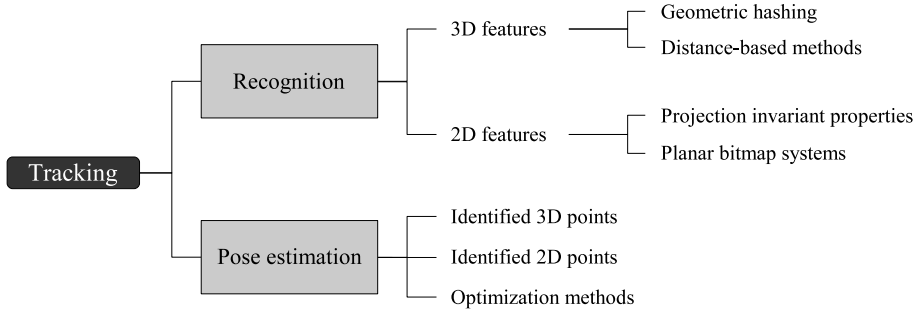 Tracking
Recognition
3D features
Geometric hashing
Distance-based methods
2D features
Projection invariant properties
Planar bitmap systems
Pose estimation
Identified 3D points
Identified 2D points
Optimization methods